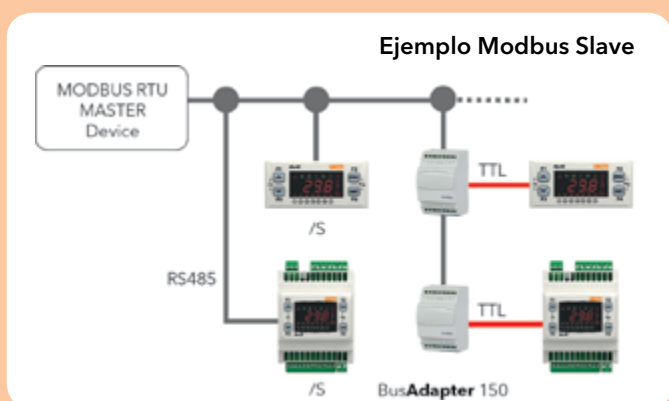 Ejemplo Modbus Slave
MODBUS RTU
MASTER
Device
TTL
/S
RS485
TTL
/S
BusAdapter 150